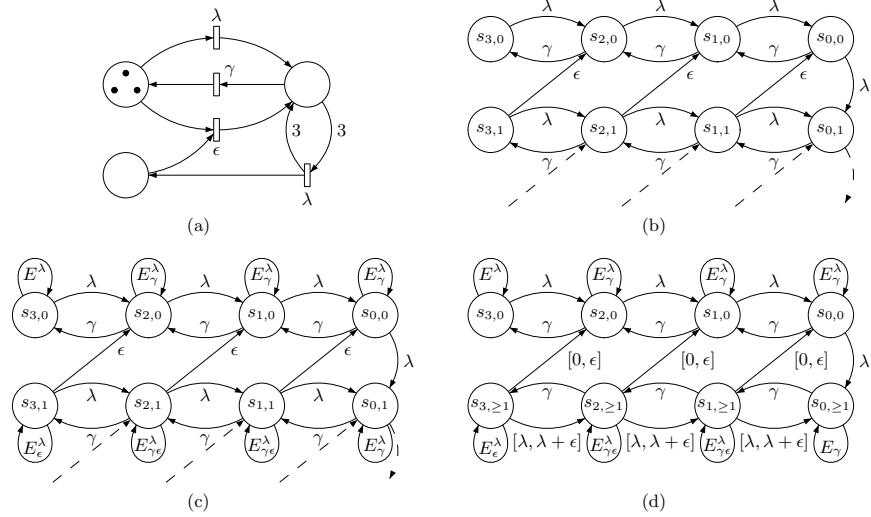 λ
γ
ϵ
3
3
λ
(a)
λ λ λ
s3,0 s2,0 s1,0 s0,0
γ γ γ
ϵ ϵ ϵ λ
λ λ λ
s3,1 s2,1 s1,1 s0,1
γ γ γ
(b)
E^λ E^λ_γ E^λ_γ E^λ_γ
λ λ λ
s3,0 s2,0 s1,0 s0,0
γ γ γ
ϵ ϵ ϵ λ
λ λ λ
s3,1 s2,1 s1,1 s0,1
γ γ γ
E^λ_ϵ E^λ_γϵ E^λ_γϵ E^λ_γ
(c)
E^λ E^λ_γ E^λ_γ E^λ_γ
λ λ λ
s3,0 s2,0 s1,0 s0,0
γ γ γ
[0, ϵ] [0, ϵ] [0, ϵ] λ
γ γ γ
s3,≥1 s2,≥1 s1,≥1 s0,≥1
[λ, λ + ϵ] [λ, λ + ϵ] [λ, λ + ϵ]
E^λ_ϵ E^λ_γϵ E^λ_γϵ E_γ
(d)